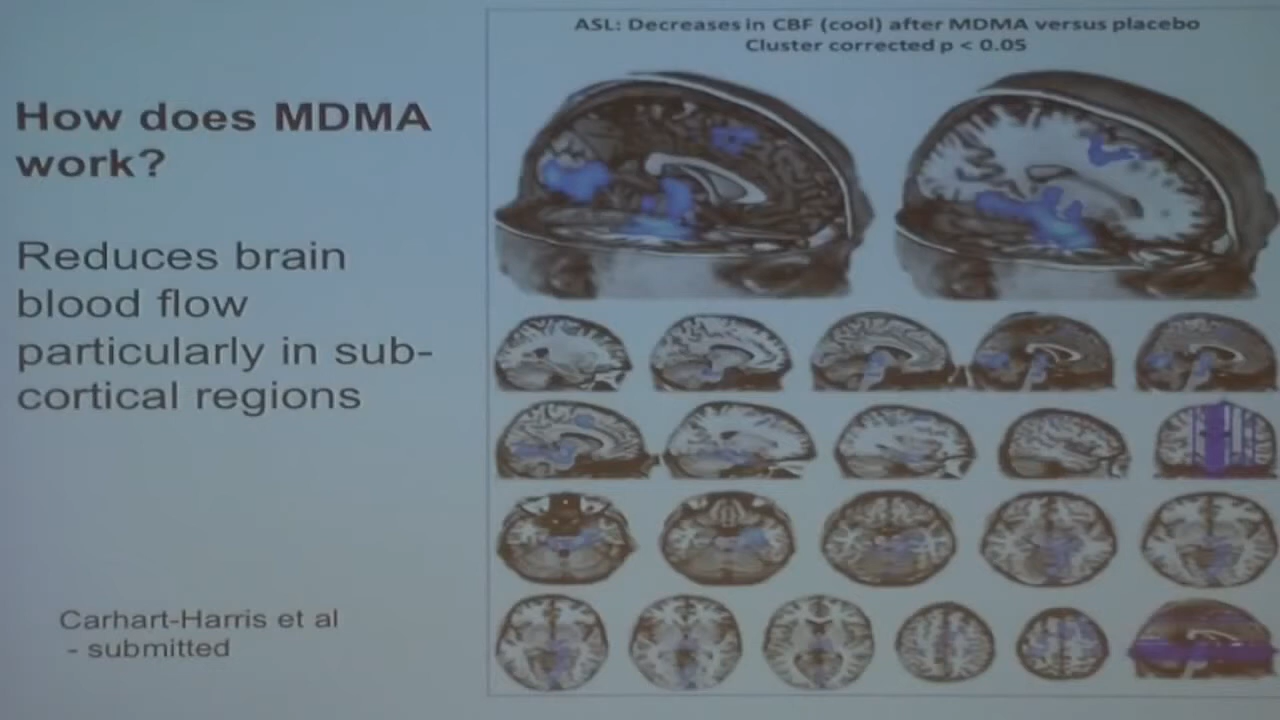 ASL: Decreases in CBF (cool) after MDMA versus placebo
Cluster corrected p < 0.05
How does MDMA
work?
Reduces brain
blood flow
particularly in sub-
cortical regions
Carhart-Harris et al
- submitted